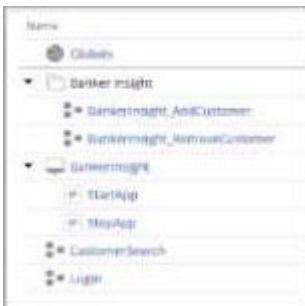 Name
Globals
Banker Insight
BankerInsight_AddCustomer
BankerInsight_RemoveCustomer
BankerInsight
StartApp
StopApp
CustomerSearch
Login